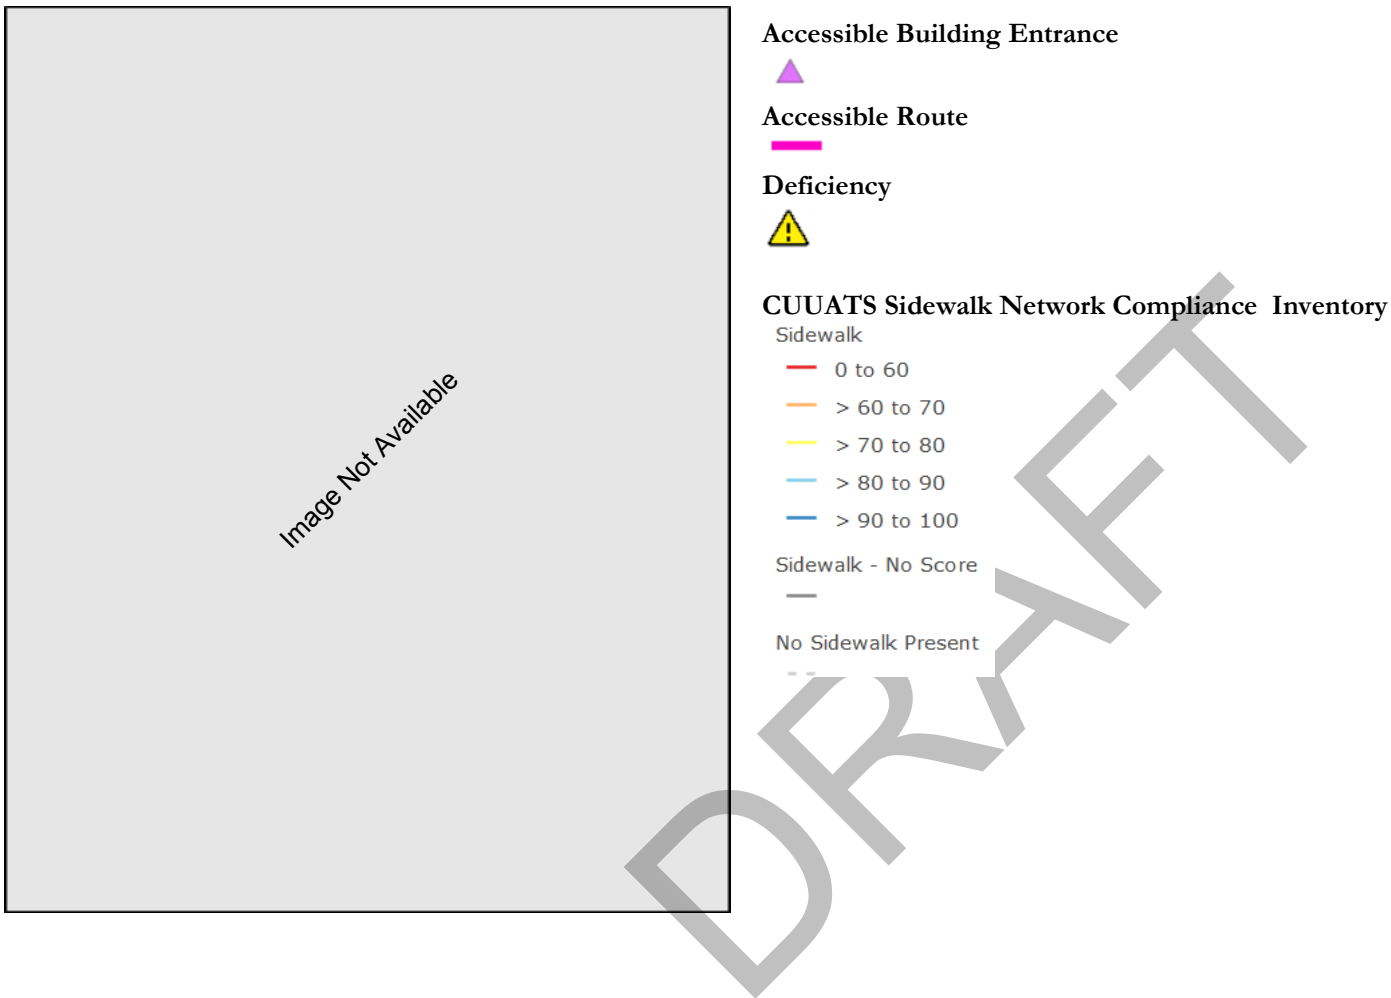 Accessible Building Entrance
Accessible Route
Deficiency
CUUATS Sidewalk Network Compliance  Inventory
Sidewalk
0 to 60
> 60 to 70
> 70 to 80
> 80 to 90
> 90 to 100
Sidewalk - No Score
No Sidewalk Present
Image Not Available
DRAFT